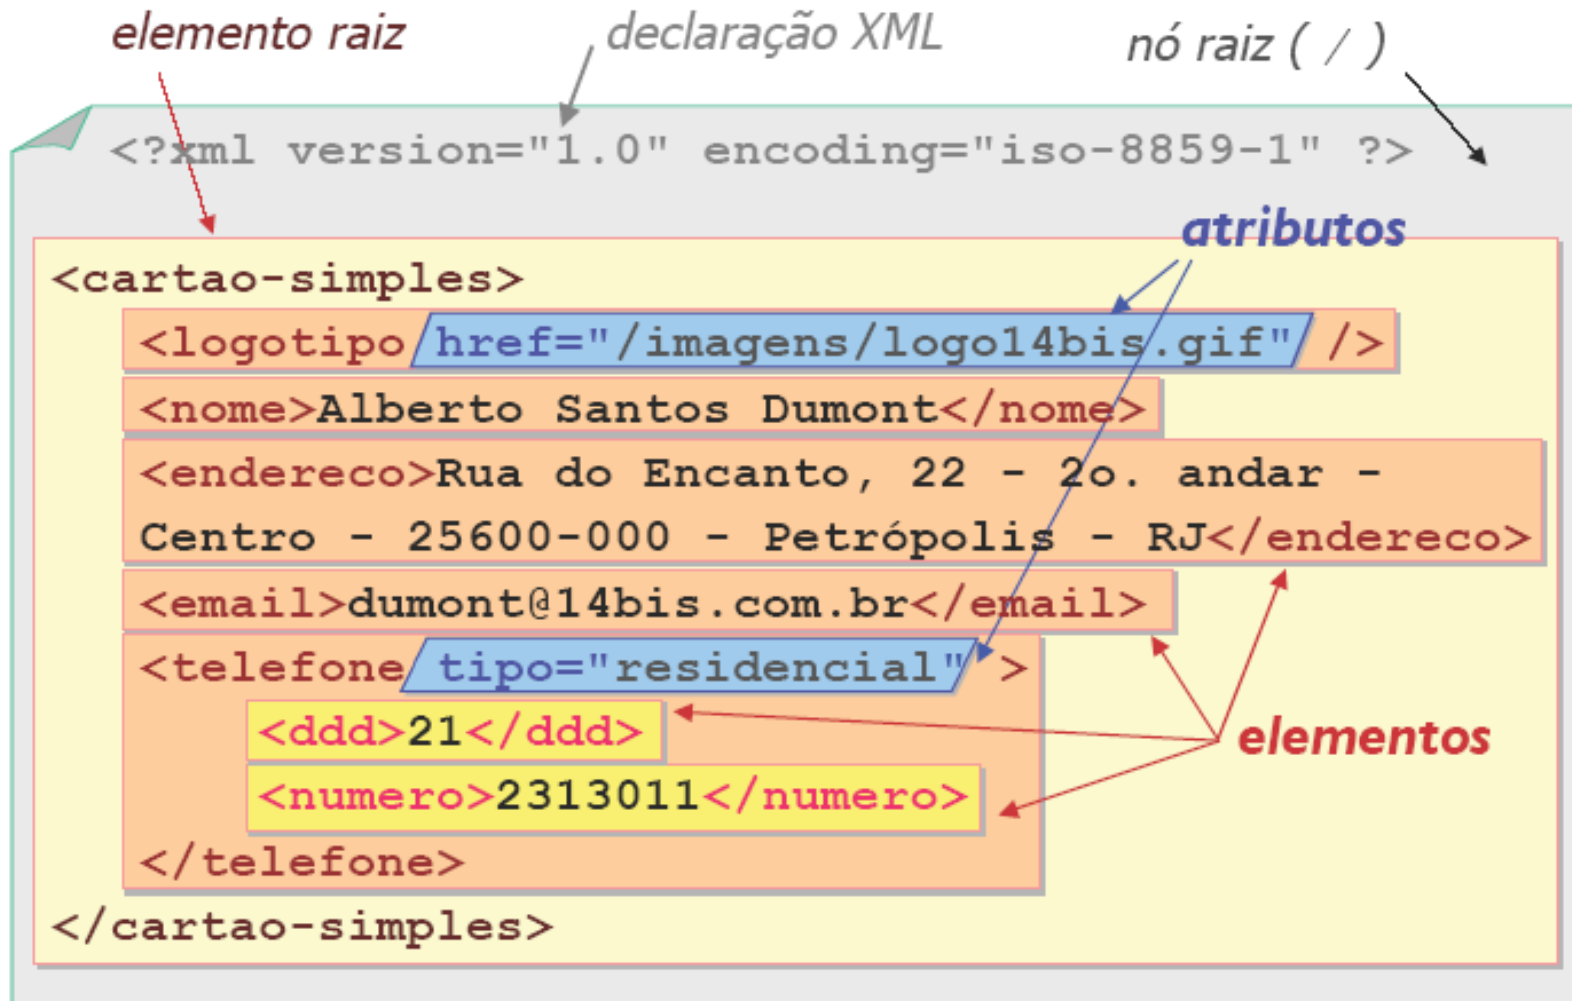 elemento raiz
declaração XML
nó raiz ( / )
<?xml version="1.0" encoding="iso-8859-1" ?>
atributos
<cartao-simples>
<logotipo href="/imagens/logo14bis.gif" />
<nome>Alberto Santos Dumont</nome>
<endereco>Rua do Encanto, 22 - 2o. andar -
Centro - 25600-000 - Petrópolis - RJ</endereco>
<email>dumont@14bis.com.br</email>
<telefone tipo="residencial" >
<ddd>21</ddd>
elementos
<numero>2313011</numero>
</telefone>
</cartao-simples>